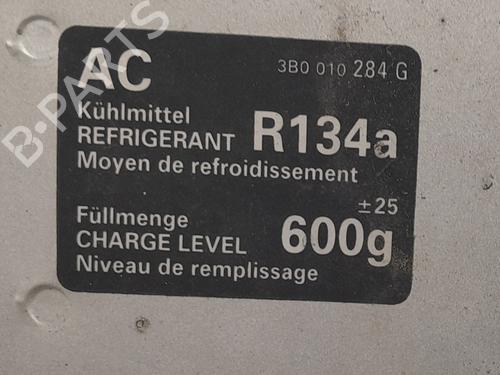 B-PARTS
AC 3B0 010 284 G
Kühlmittel
REFRIGERANT R134a
Moyen de refroidissement
±25
Füllmenge
CHARGE LEVEL 600g
Niveau de remplissage